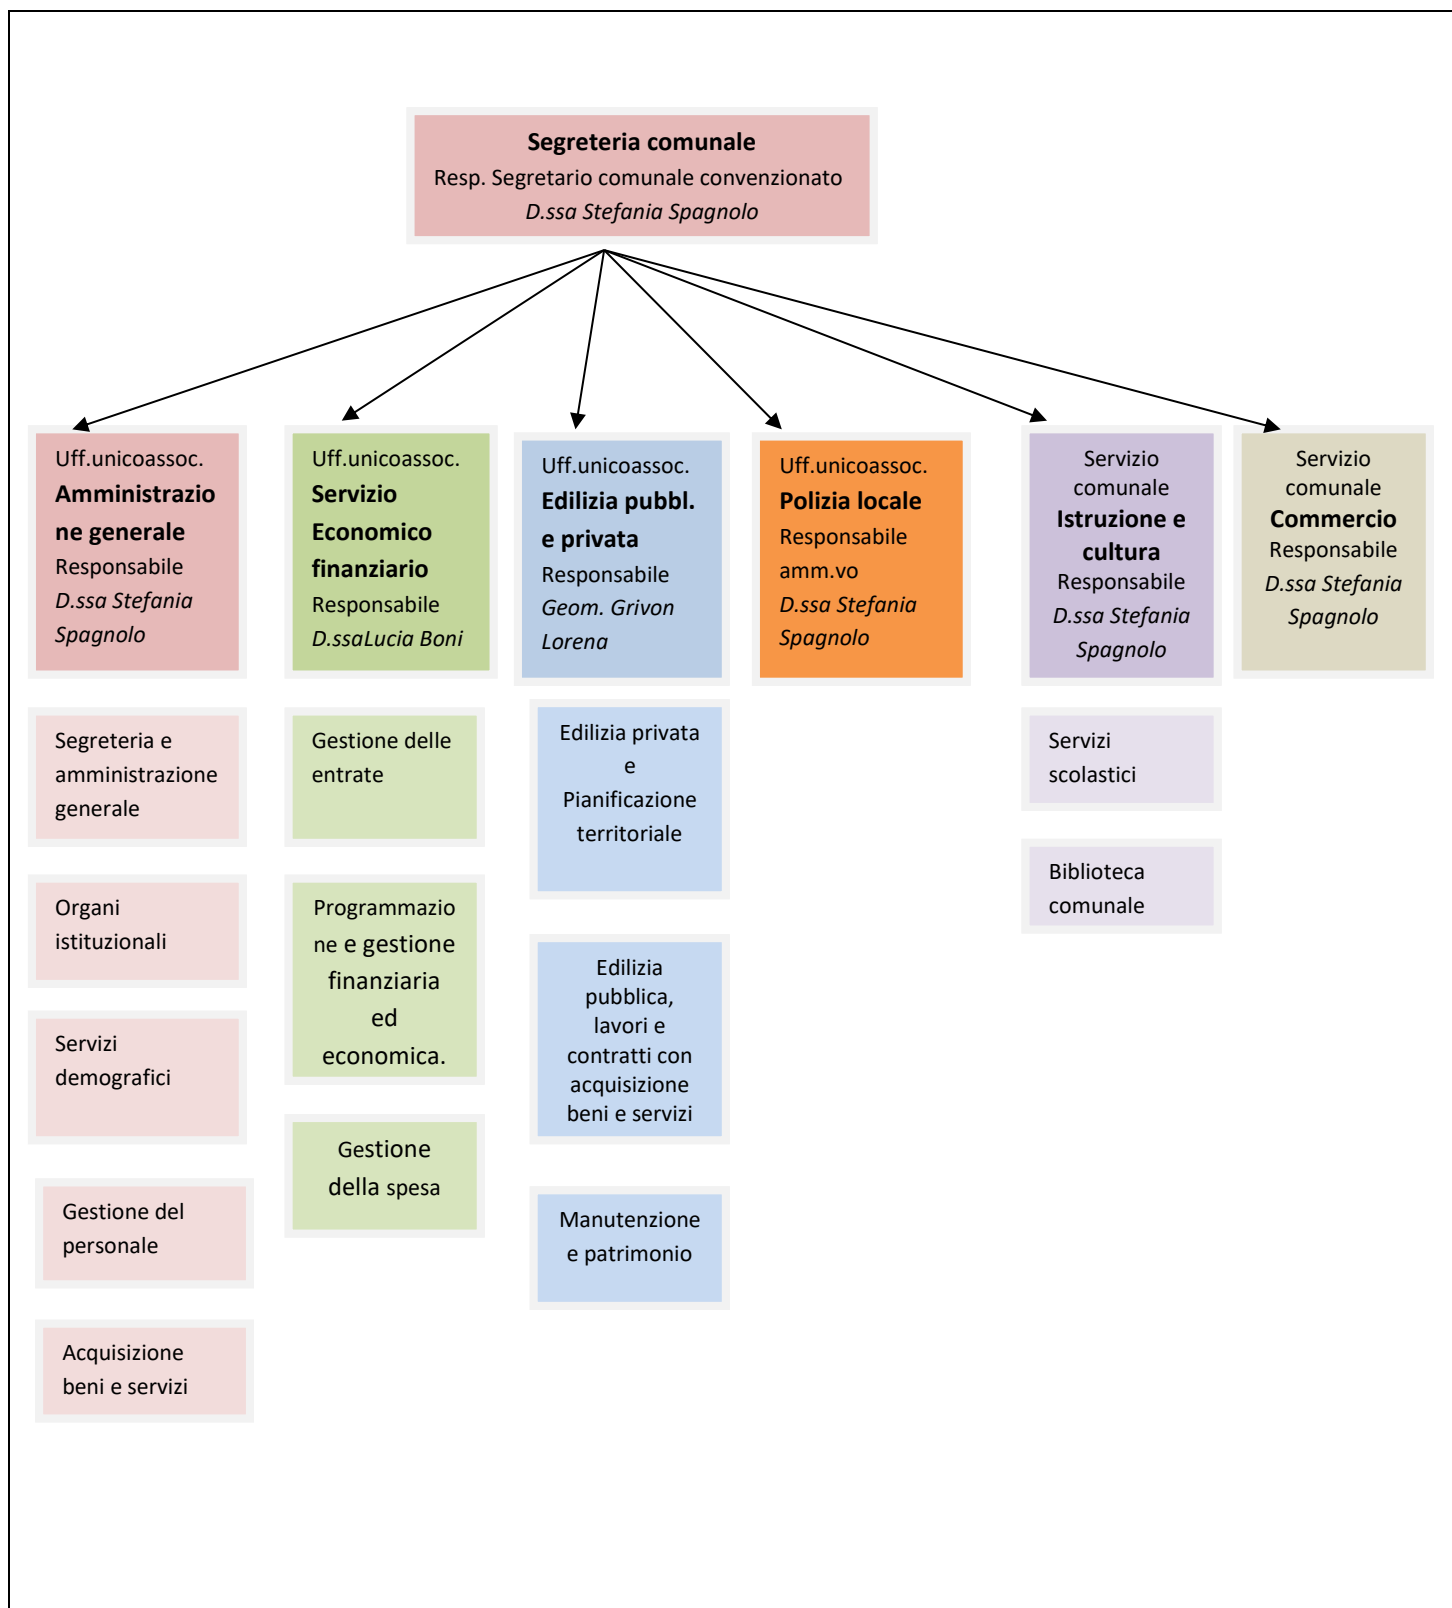 Segreteria comunale
Resp. Segretario comunale convenzionato
D.ssa Stefania Spagnolo
Uff.unicoassoc.
Amministrazio
ne generale
Responsabile
D.ssa Stefania
Spagnolo
Uff.unicoassoc.
Servizio
Economico
finanziario
Responsabile
D.ssaLucia Boni
Uff.unicoassoc.
Edilizia pubbl.
e privata
Responsabile
Geom. Grivon
Lorena
Uff.unicoassoc.
Polizia locale
Responsabile
amm.vo
D.ssa Stefania
Spagnolo
Servizio
comunale
Istruzione e
cultura
Responsabile
D.ssa Stefania
Spagnolo
Servizio
comunale
Commercio
Responsabile
D.ssa Stefania
Spagnolo
Segreteria e
amministrazione
generale
Organi
istituzionali
Servizi
demografici
Gestione del
personale
Acquisizione
beni e servizi
Gestione delle
entrate
Programmazio
ne e gestione
finanziaria
ed
economica.
Gestione
della spesa
Edilizia privata
e
Pianificazione
territoriale
Edilizia
pubblica,
lavori e
contratti con
acquisizione
beni e servizi
Manutenzione
e patrimonio
Servizi
scolastici
Biblioteca
comunale